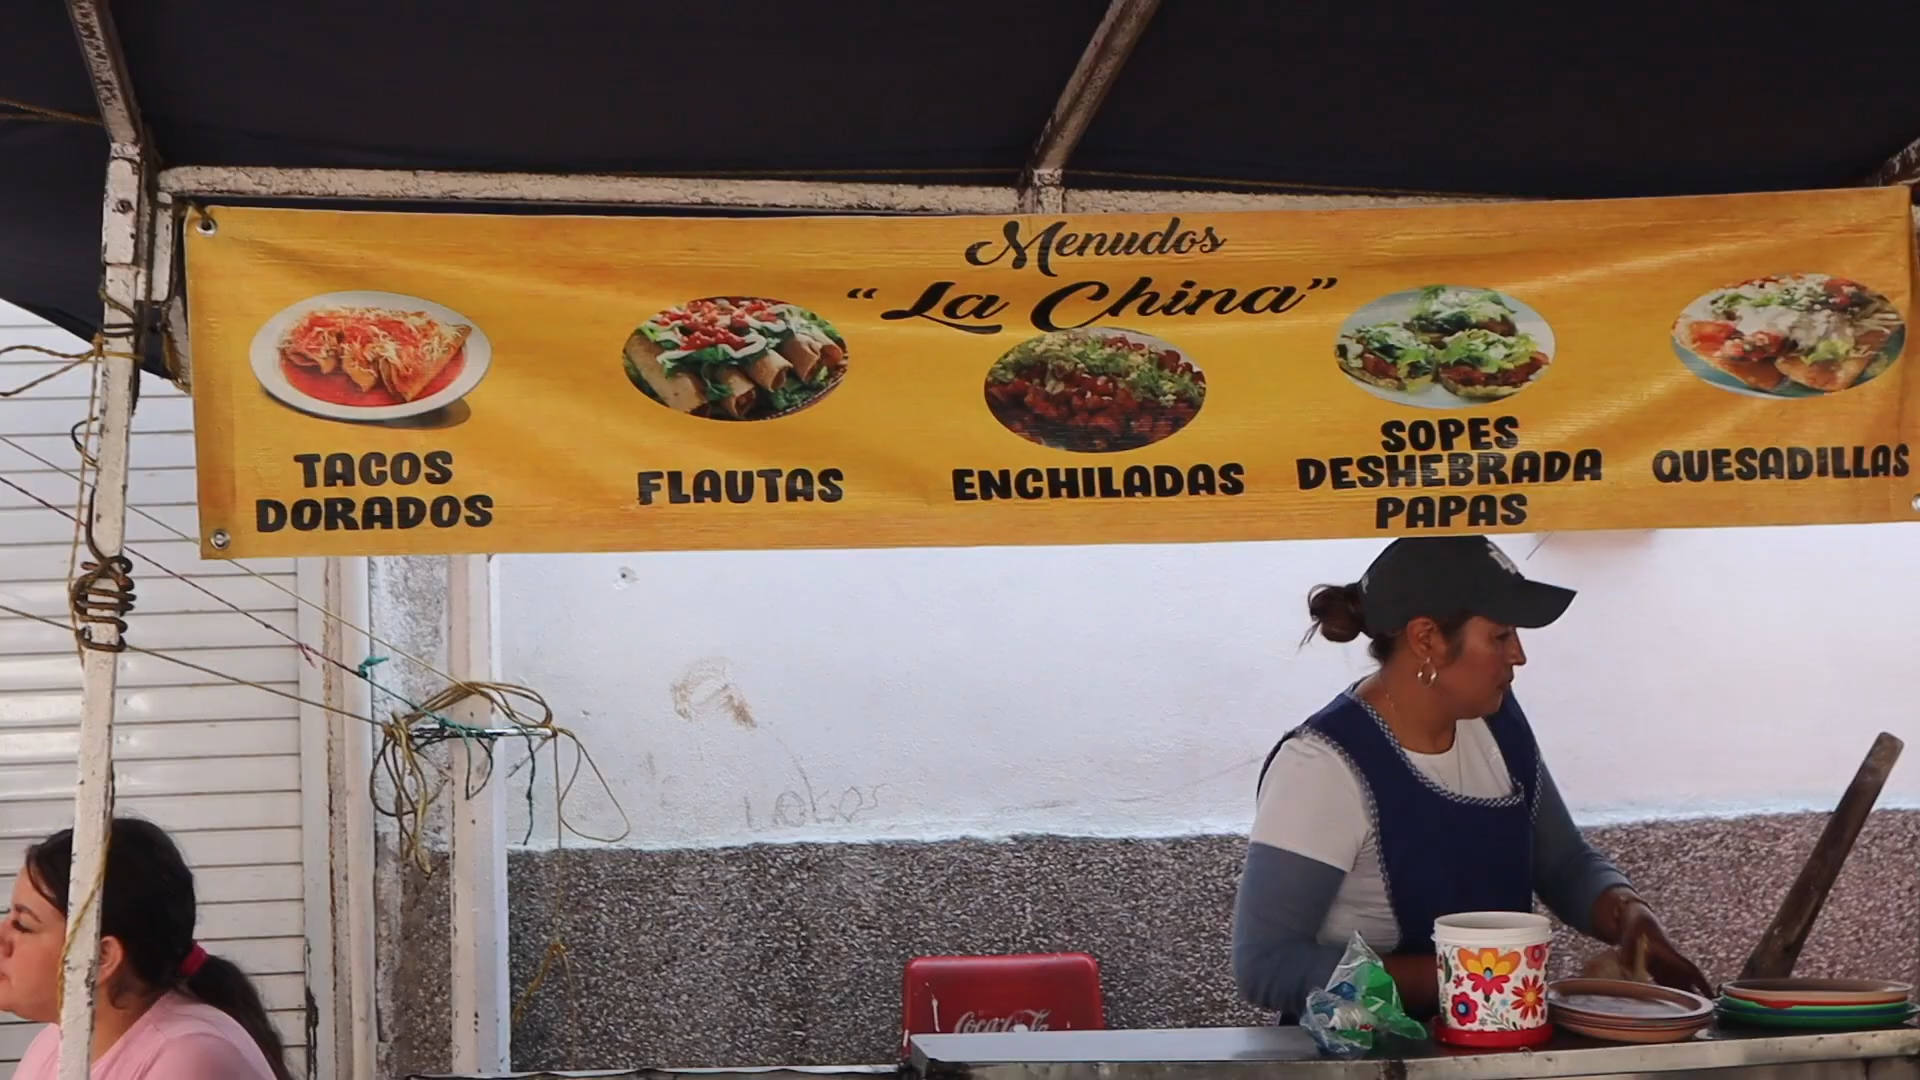 Menudos
"La China"
TACOS
DORADOS
FLAUTAS
ENCHILADAS
SOPES
DESHEBRADA
PAPAS
QUESADILLAS
Coca-Cola